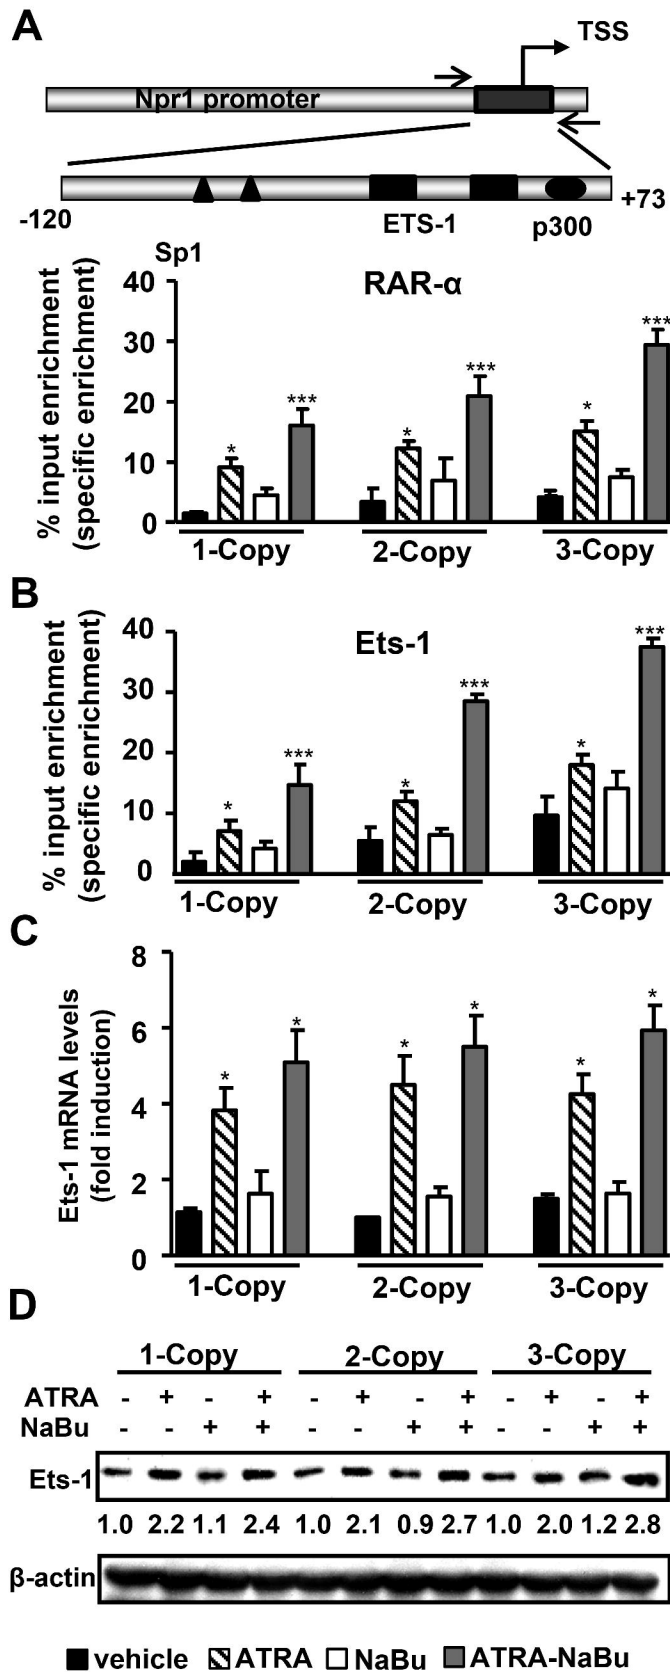 A
TSS
Npr1 promoter
-120
ETS-1
p300
+73
Sp1
RAR-α
% input enrichment
(specific enrichment)
40
30
20
10
0
*
***
*
***
*
***
1-Copy
2-Copy
3-Copy
B
Ets-1
% input enrichment
(specific enrichment)
40
30
20
10
0
*
***
*
***
*
***
1-Copy
2-Copy
3-Copy
C
Ets-1 mRNA levels
(fold induction)
8
6
4
2
0
*
*
*
*
*
*
1-Copy
2-Copy
3-Copy
D
1-Copy 2-Copy 3-Copy
ATRA - + - + - + - + - + - +
NaBu - - + + - - + + - - + +
Ets-1
1.0 2.2 1.1 2.4 1.0 2.1 0.9 2.7 1.0 2.0 1.2 2.8
β-actin
vehicle ATRA NaBu ATRA-NaBu